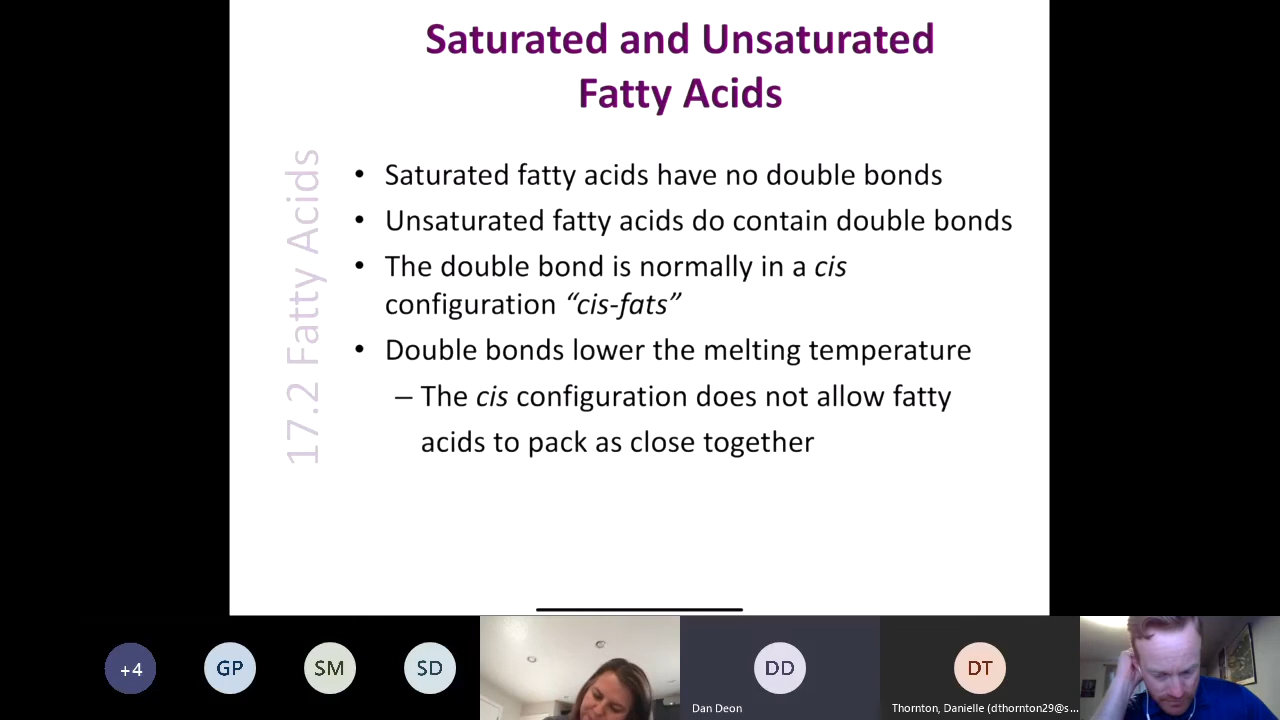 Saturated and Unsaturated
Fatty Acids
17.2 Fatty Acids
• Saturated fatty acids have no double bonds
• Unsaturated fatty acids do contain double bonds
• The double bond is normally in a cis
configuration “cis-fats”
• Double bonds lower the melting temperature
– The cis configuration does not allow fatty
acids to pack as close together
+4
GP
SM
SD
DD
DT
Dan Deon
Thornton, Danielle (dthornton29@s...